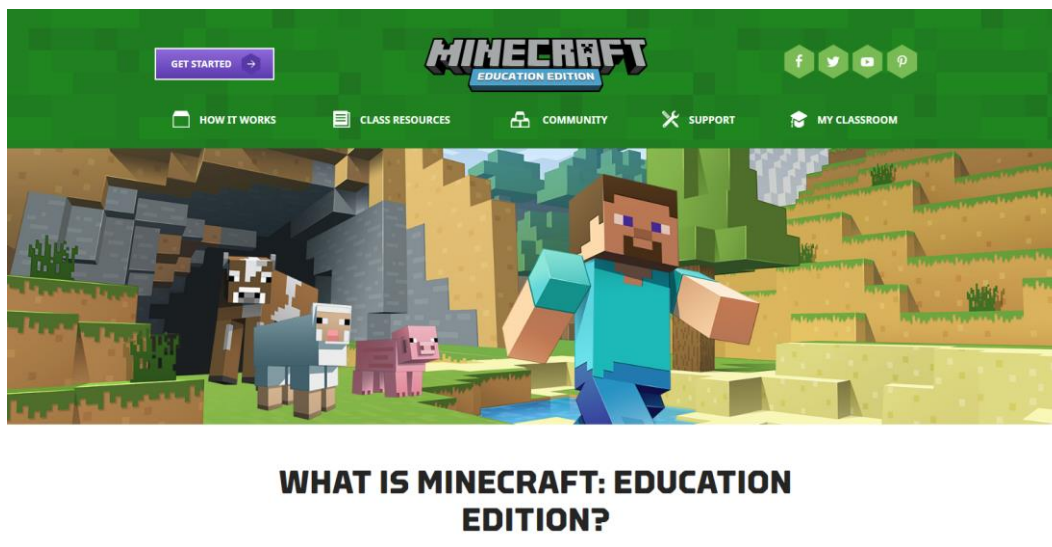 GET STARTED
MINECRAFT
EDUCATION EDITION
HOW IT WORKS
CLASS RESOURCES
COMMUNITY
SUPPORT
MY CLASSROOM
WHAT IS MINECRAFT: EDUCATION
EDITION?